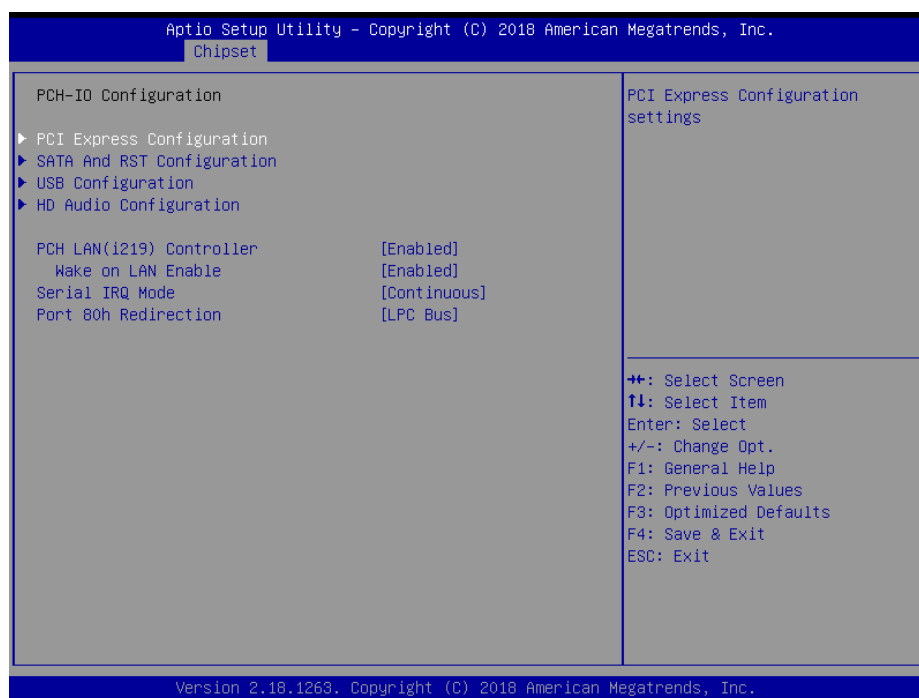 Aptio Setup Utility – Copyright (C) 2018 American Megatrends, Inc.
Chipset
PCH-IO Configuration
▶ PCI Express Configuration
▶ SATA And RST Configuration
▶ USB Configuration
▶ HD Audio Configuration
PCH LAN(i219) Controller [Enabled]
Wake on LAN Enable [Enabled]
Serial IRQ Mode [Continuous]
Port 80h Redirection [LPC Bus]
PCI Express Configuration
settings
→←: Select Screen
↑↓: Select Item
Enter: Select
+/-: Change Opt.
F1: General Help
F2: Previous Values
F3: Optimized Defaults
F4: Save & Exit
ESC: Exit
Version 2.18.1263. Copyright (C) 2018 American Megatrends, Inc.